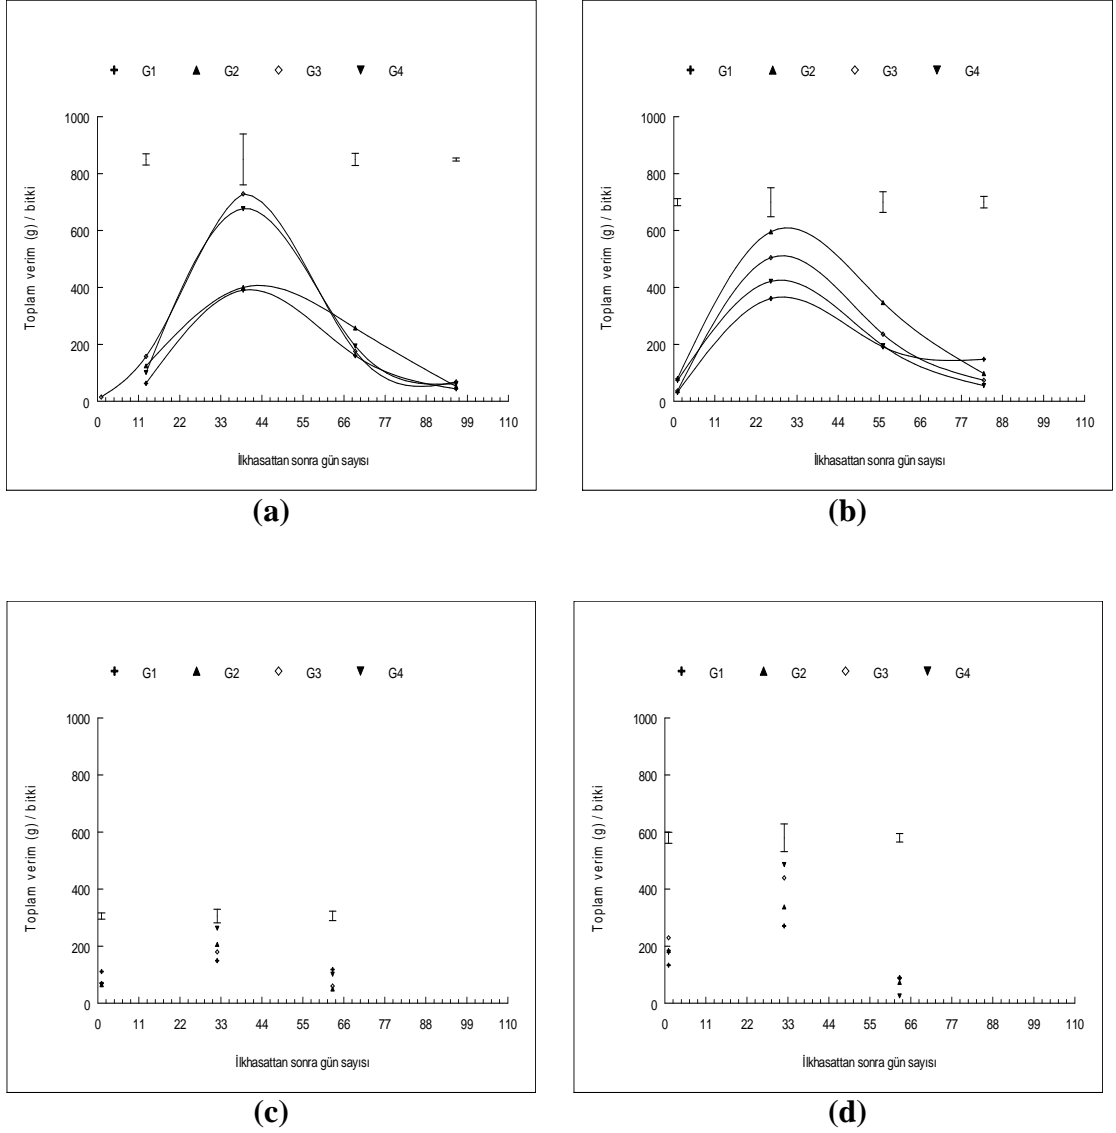 G1 G2 G3 G4
1000
800
600
400
200
0
0 11 22 33 44 55 66 77 88 99 110
Toplam verim (g) / bitki
İlkhasattan sonra gün sayısı
(a)
G1 G2 G3 G4
1000
800
600
400
200
0
0 11 22 33 44 55 66 77 88 99 110
Toplam verim (g) / bitki
İlkhasattan sonra gün sayısı
(b)
G1 G2 G3 G4
1000
800
600
400
200
0
0 11 22 33 44 55 66 77 88 99 110
Toplam verim (g) / bitki
İlkhasattan sonra gün sayısı
(c)
G1 G2 G3 G4
1000
800
600
400
200
0
0 11 22 33 44 55 66 77 88 99 110
Toplam verim (g) / bitki
İlkhasattan sonra gün sayısı
(d)